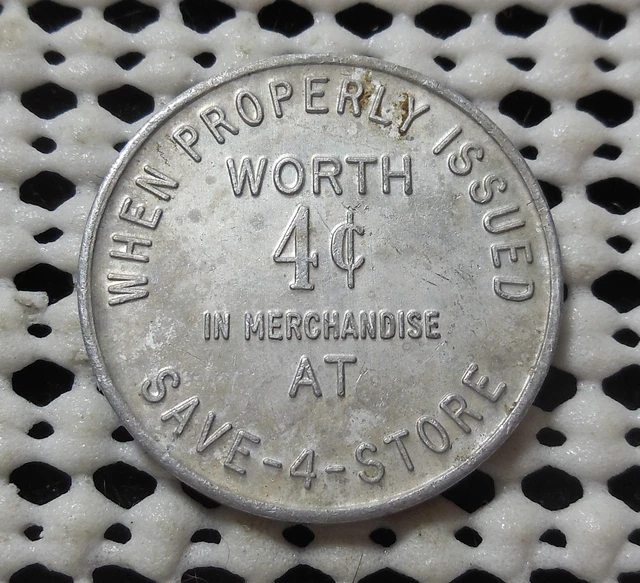 WHEN PROPERLY ISSUED
WORTH
4¢
IN MERCHANDISE
AT
SAVE-4-STORE